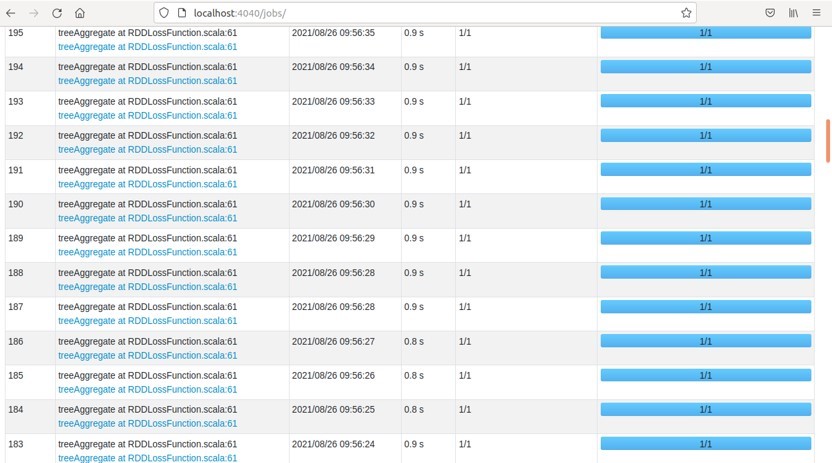 localhost:4040/jobs/
195 treeAggregate at RDDLossFunction.scala:61 2021/08/26 09:56:35 0.9 s 1/1 1/1
treeAggregate at RDDLossFunction.scala:61
194 treeAggregate at RDDLossFunction.scala:61 2021/08/26 09:56:34 0.9 s 1/1 1/1
treeAggregate at RDDLossFunction.scala:61
193 treeAggregate at RDDLossFunction.scala:61 2021/08/26 09:56:33 0.9 s 1/1 1/1
treeAggregate at RDDLossFunction.scala:61
192 treeAggregate at RDDLossFunction.scala:61 2021/08/26 09:56:32 0.9 s 1/1 1/1
treeAggregate at RDDLossFunction.scala:61
191 treeAggregate at RDDLossFunction.scala:61 2021/08/26 09:56:31 0.9 s 1/1 1/1
treeAggregate at RDDLossFunction.scala:61
190 treeAggregate at RDDLossFunction.scala:61 2021/08/26 09:56:30 0.9 s 1/1 1/1
treeAggregate at RDDLossFunction.scala:61
189 treeAggregate at RDDLossFunction.scala:61 2021/08/26 09:56:29 0.9 s 1/1 1/1
treeAggregate at RDDLossFunction.scala:61
188 treeAggregate at RDDLossFunction.scala:61 2021/08/26 09:56:28 0.9 s 1/1 1/1
treeAggregate at RDDLossFunction.scala:61
187 treeAggregate at RDDLossFunction.scala:61 2021/08/26 09:56:28 0.9 s 1/1 1/1
treeAggregate at RDDLossFunction.scala:61
186 treeAggregate at RDDLossFunction.scala:61 2021/08/26 09:56:27 0.8 s 1/1 1/1
treeAggregate at RDDLossFunction.scala:61
185 treeAggregate at RDDLossFunction.scala:61 2021/08/26 09:56:26 0.8 s 1/1 1/1
treeAggregate at RDDLossFunction.scala:61
184 treeAggregate at RDDLossFunction.scala:61 2021/08/26 09:56:25 0.8 s 1/1 1/1
treeAggregate at RDDLossFunction.scala:61
183 treeAggregate at RDDLossFunction.scala:61 2021/08/26 09:56:24 0.9 s 1/1 1/1
treeAggregate at RDDLossFunction.scala:61